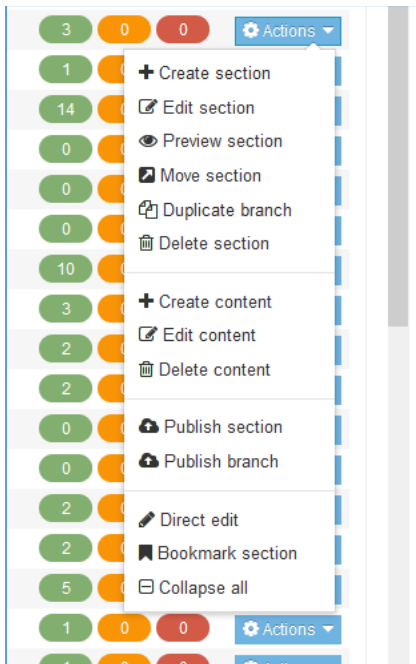 3 0 0 Actions
1
Create section
14
Edit section
0
Preview section
0
Move section
0
Duplicate branch
Delete section
10
3
Create content
2
Edit content
2
Delete content
0
Publish section
0
Publish branch
2
Direct edit
2
Bookmark section
5
Collapse all
1 0 0 Actions